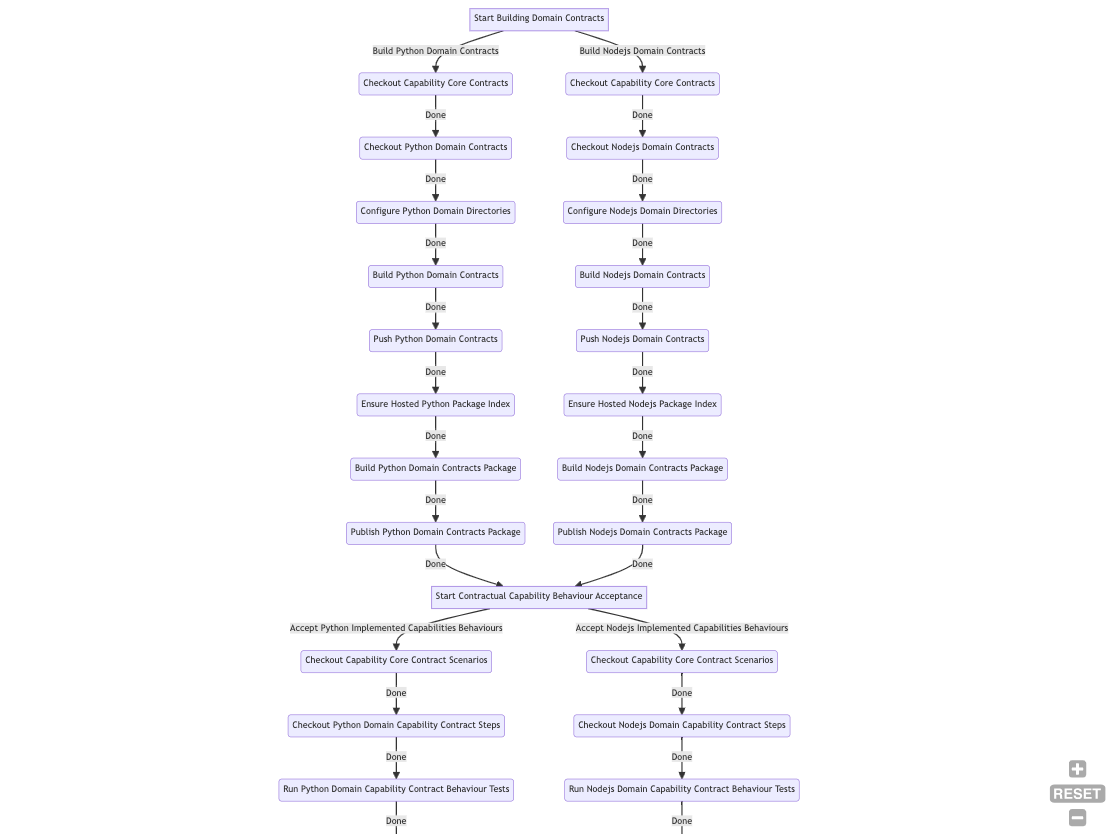 Start Building Domain Contracts
Build Python Domain Contracts
Build Nodejs Domain Contracts
Checkout Capability Core Contracts
Checkout Capability Core Contracts
Done
Done
Checkout Python Domain Contracts
Checkout Nodejs Domain Contracts
Done
Done
Configure Python Domain Directories
Configure Nodejs Domain Directories
Done
Done
Build Python Domain Contracts
Build Nodejs Domain Contracts
Done
Done
Push Python Domain Contracts
Push Nodejs Domain Contracts
Done
Done
Ensure Hosted Python Package Index
Ensure Hosted Nodejs Package Index
Done
Done
Build Python Domain Contracts Package
Build Nodejs Domain Contracts Package
Done
Done
Publish Python Domain Contracts Package
Publish Nodejs Domain Contracts Package
Done
Done
Start Contractual Capability Behaviour Acceptance
Accept Python Implemented Capabilities Behaviours
Accept Nodejs Implemented Capabilities Behaviours
Checkout Capability Core Contract Scenarios
Checkout Capability Core Contract Scenarios
Done
Done
Checkout Python Domain Capability Contract Steps
Checkout Nodejs Domain Capability Contract Steps
Done
Done
Run Python Domain Capability Contract Behaviour Tests
Run Nodejs Domain Capability Contract Behaviour Tests
RESET
Done
Done